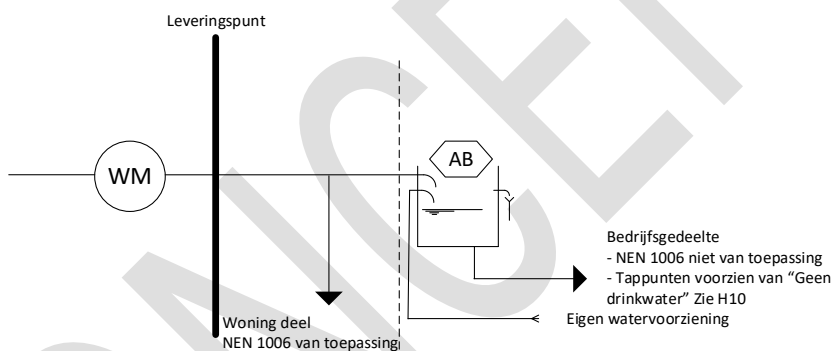 Leveringspunt
WM
AB
Bedrijfsgedeelte
- NEN 1006 niet van toepassing
- Tappunten voorzien van “Geen
drinkwater” Zie H10
Eigen watervoorziening
Woning deel
NEN 1006 van toepassing